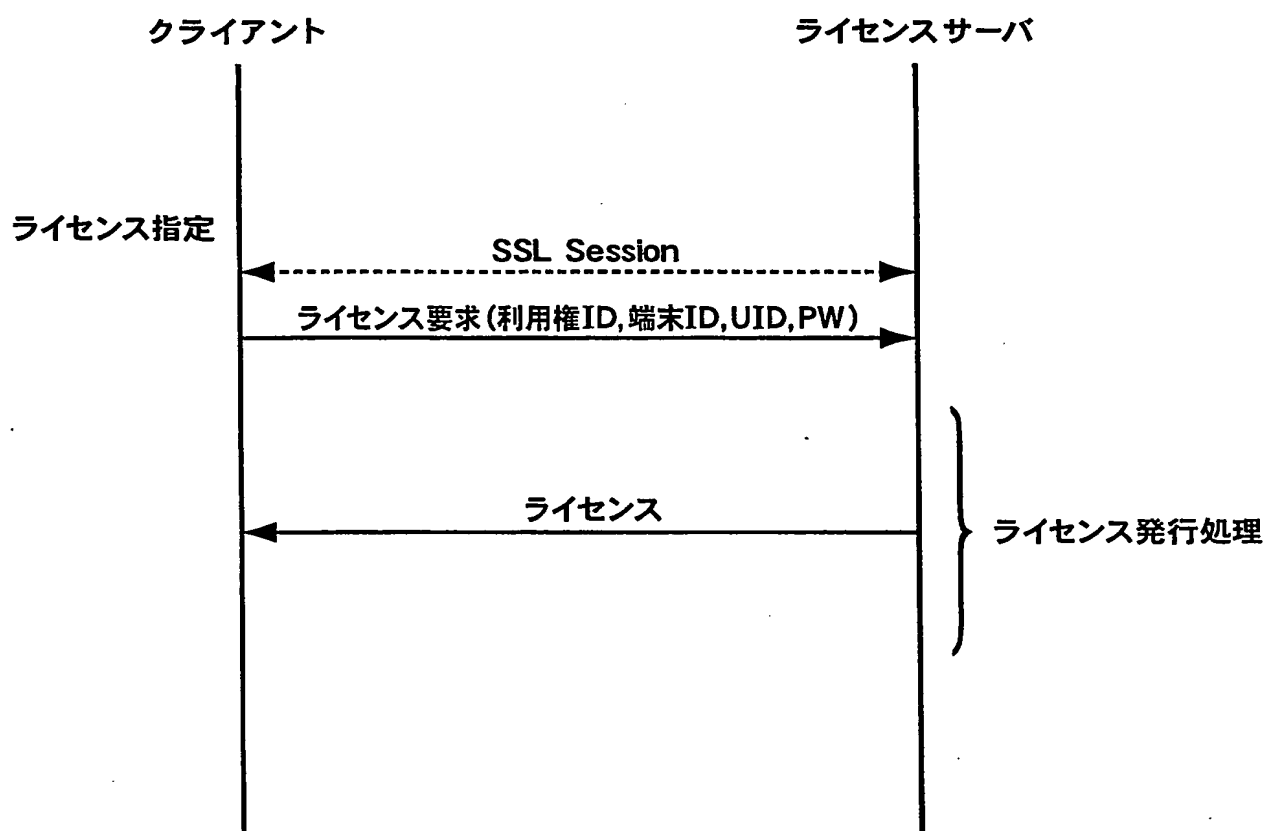 クライアント
ライセンスサーバ
ライセンス指定
SSL Session
ライセンス要求(利用権ID,端末ID,UID,PW)
ライセンス
ライセンス発行処理